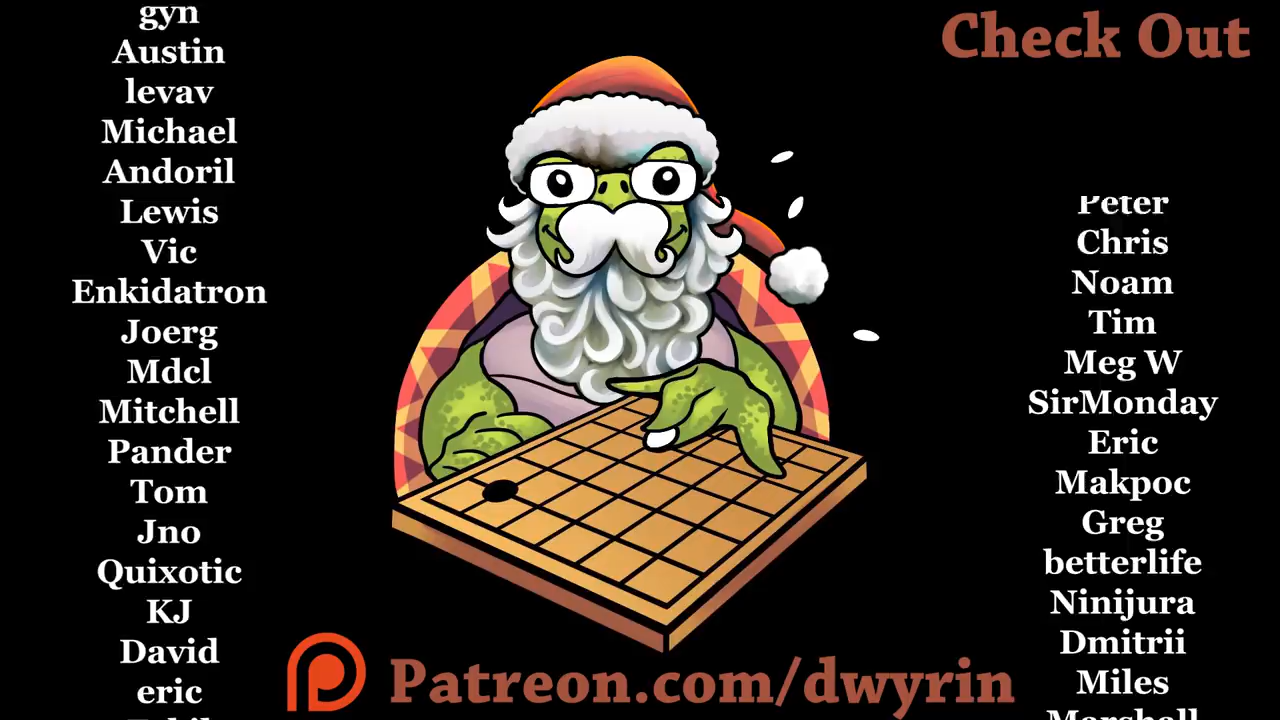 gyn
Austin
levav
Michael
Andoril
Lewis
Vic
Enkidatron
Joerg
Mdcl
Mitchell
Pander
Tom
Jno
Quixotic
KJ
David
eric
Check Out
Peter
Chris
Noam
Tim
Meg W
SirMonday
Eric
Makpoc
Greg
betterlife
Ninijura
Dmitrii
Miles
Marshall
Patreon.com/dwyrin